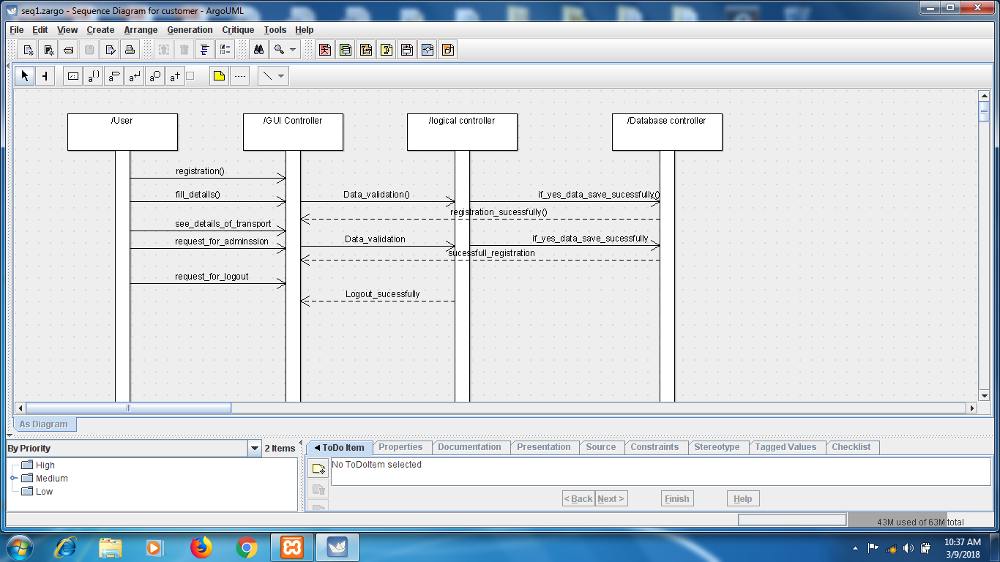 seq1.zargo - Sequence Diagram for customer - ArgoUML
File Edit View Create Arrange Generation Critique Tools Help
/User /GUI Controller /logical controller /Database controller
registration()
fill_details() Data_validation() if_yes_data_save_sucessfully()
registration_sucessfully()
see_details_of_transport
request_for_adminssion Data_validation if_yes_data_save_sucessfully
sucessfull_registration
request_for_logout
Logout_sucessfully
As Diagram
By Priority 2 Items ToDo Item Properties Documentation Presentation Source Constraints Stereotype Tagged Values Checklist
High
Medium
Low
No ToDoItem selected
< Back Next > Finish Help
43M used of 63M total
10:37 AM
3/9/2018